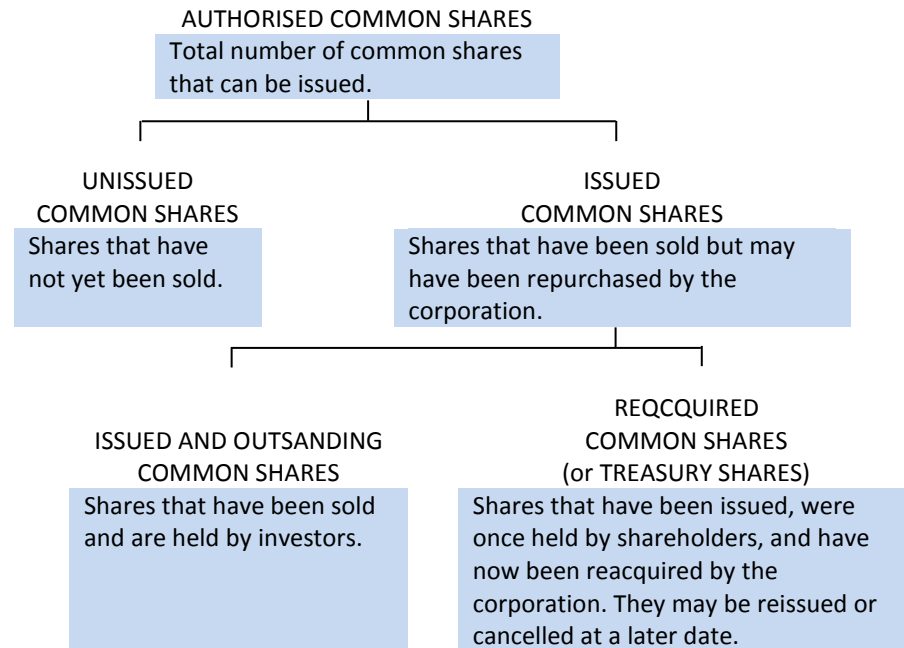 AUTHORISED COMMON SHARES
Total number of common shares
that can be issued.
UNISSUED
COMMON SHARES
Shares that have
not yet been sold.
ISSUED
COMMON SHARES
Shares that have been sold but may
have been repurchased by the
corporation.
ISSUED AND OUTSANDING
COMMON SHARES
Shares that have been sold
and are held by investors.
REQCQUIRED
COMMON SHARES
(or TREASURY SHARES)
Shares that have been issued, were
once held by shareholders, and have
now been reacquired by the
corporation. They may be reissued or
cancelled at a later date.